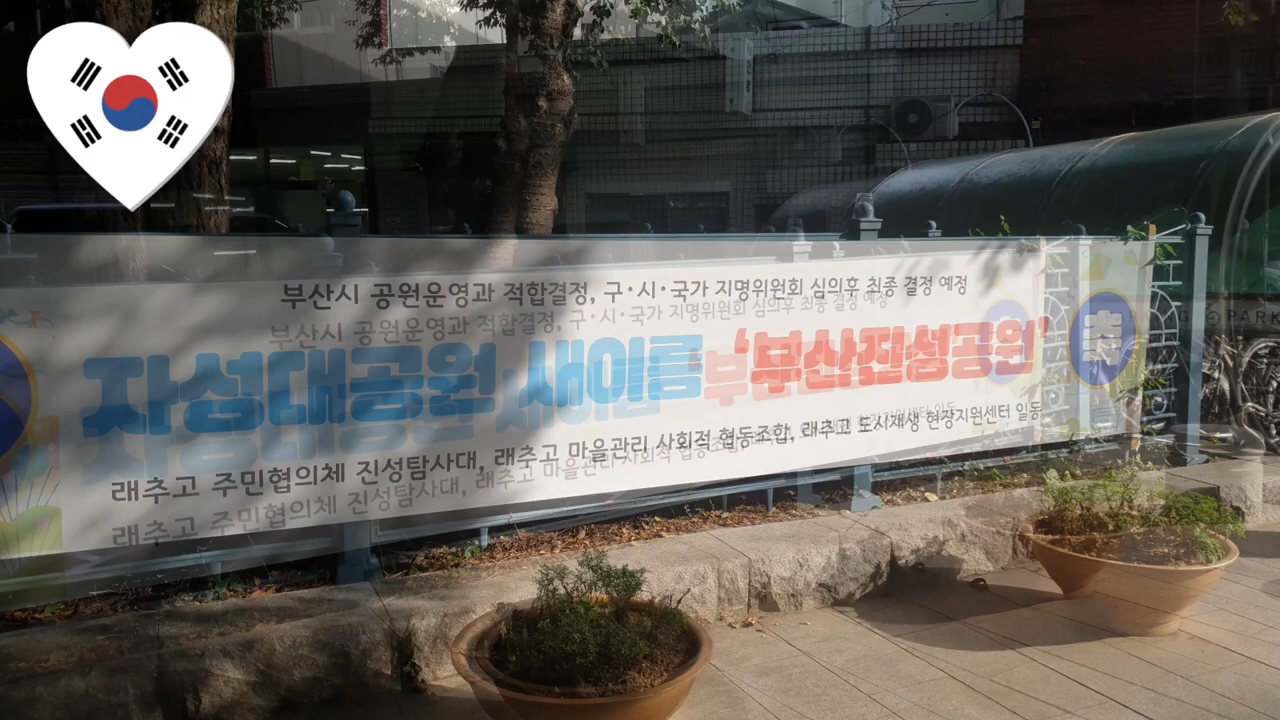 부산시 공원운영과 적합결정, 구·시·국가 지명위원회 심의후 최종 결정 예정
자성대공원 새이름 '부산진성공원'
래추고 주민협의체 진성탐사대, 래추고 마을관리 사회적 협동조합, 래추고 도시재생 현장지원센터 일동
축
PARK